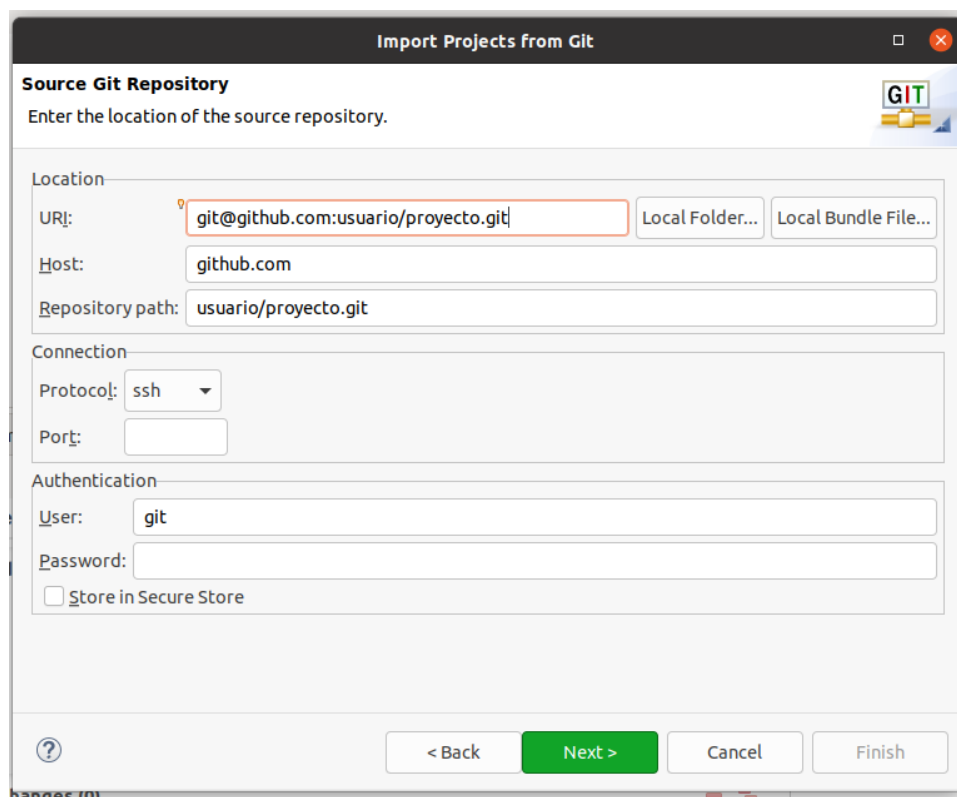 Import Projects from Git
Source Git Repository
Enter the location of the source repository.
GIT
Location
URI: git@github.com:usuario/proyecto.git Local Folder... Local Bundle File...
Host: github.com
Repository path: usuario/proyecto.git
Connection
Protocol: ssh
Port:
Authentication
User: git
Password:
Store in Secure Store
? < Back Next > Cancel Finish